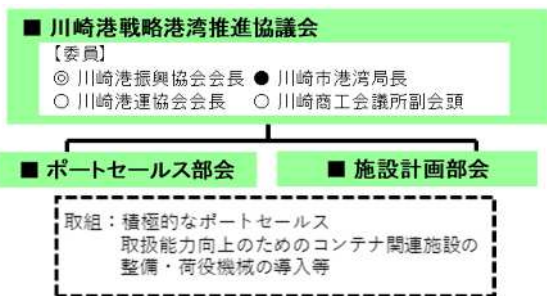 ■ 川崎港戦略港湾推進協議会
【委員】
◎ 川崎港振興協会会長 ● 川崎市港湾局長
○ 川崎港運協会会長 ○ 川崎商工会議所副会頭
■ ポートセールス部会
■ 施設計画部会
取組：積極的なポートセールス
取扱能力向上のためのコンテナ関連施設の
整備・荷役機械の導入等